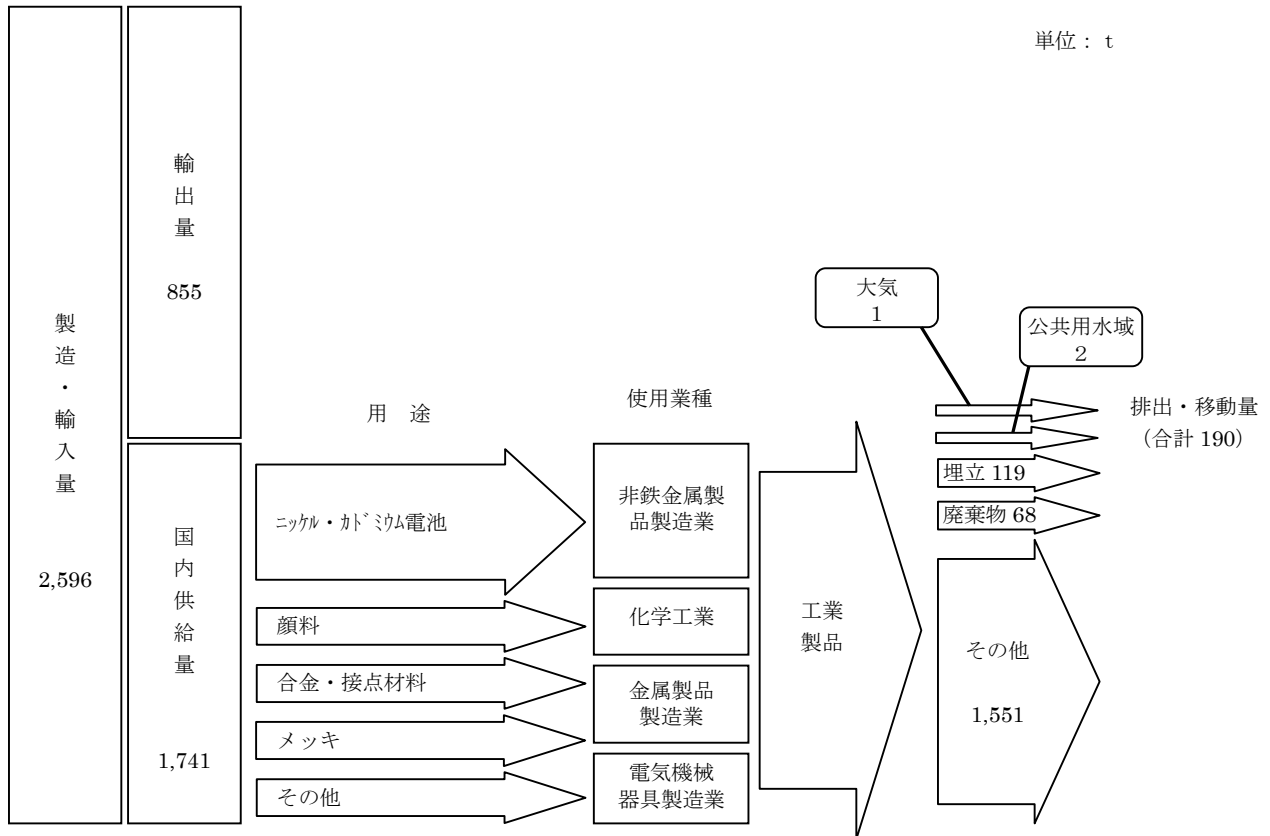 単位：t
製造・輸入量
2,596
輸出量
855
国内供給量
1,741
用　途
ﾆｯｹﾙ・ｶﾄﾞﾐｳﾑ電池
顔料
合金・接点材料
メッキ
その他
使用業種
非鉄金属製
品製造業
化学工業
金属製品
製造業
電気機械
器具製造業
工業
製品
大気
1
公共用水域
2
排出・移動量
（合計 190）
埋立 119
廃棄物 68
その他
1,551